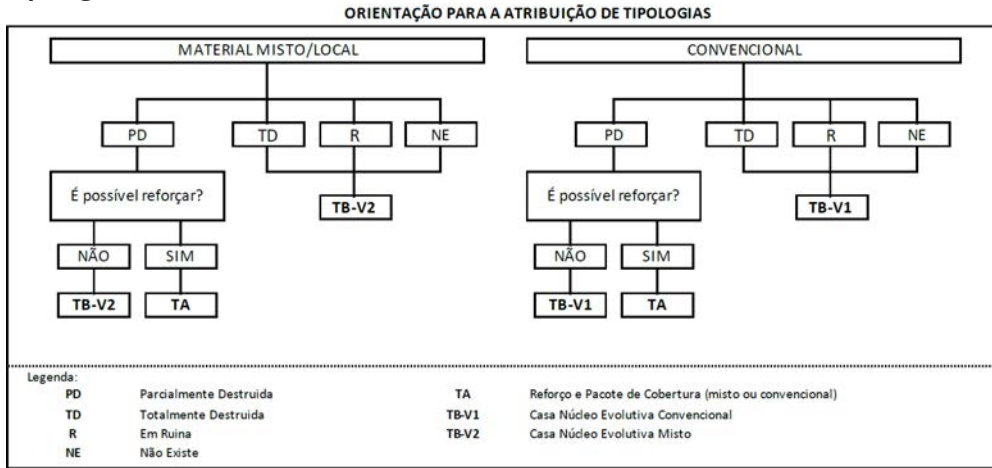 ORIENTAÇÃO PARA A ATRIBUIÇÃO DE TIPOLOGIAS
MATERIAL MISTO/LOCAL
PD TD R NE
É possível reforçar?
TB-V2
NÃO SIM
TB-V2 TA
CONVENCIONAL
PD TD R NE
É possível reforçar?
TB-V1
NÃO SIM
TB-V1 TA
Legenda:
PD Parcialmente Destruida
TD Totalmente Destruida
R Em Ruina
NE Não Existe
TA Reforço e Pacote de Cobertura (misto ou convencional)
TB-V1 Casa Núcleo Evolutiva Convencional
TB-V2 Casa Núcleo Evolutiva Misto